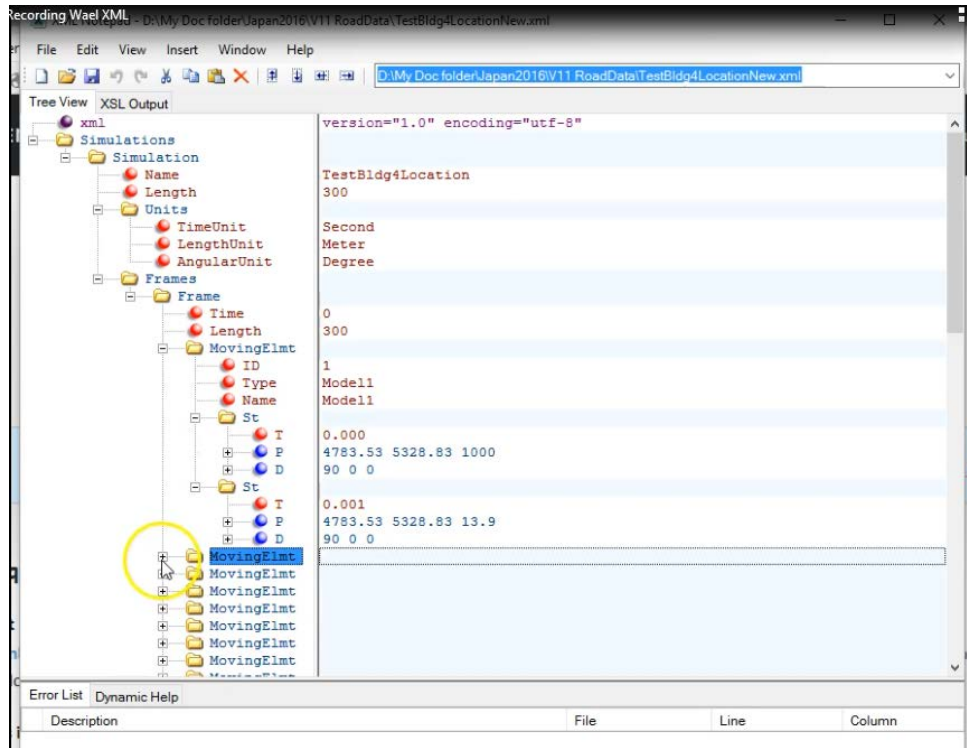 Recording Wael XML
XML Notepad - D:\My Doc folder\Japan2016\V11 RoadData\TestBldg4LocationNew.xml
File Edit View Insert Window Help
D:\My Doc folder\Japan2016\V11 RoadData\TestBldg4LocationNew.xml
Tree View XSL Output
xml version="1.0" encoding="utf-8"
Simulations
Simulation
Name TestBldg4Location
Length 300
Units
TimeUnit Second
LengthUnit Meter
AngularUnit Degree
Frames
Frame
Time 0
Length 300
MovingElmt
ID 1
Type Model1
Name Model1
St
T 0.000
P 4783.53 5328.83 1000
D 90 0 0
St
T 0.001
P 4783.53 5328.83 13.9
D 90 0 0
MovingElmt
MovingElmt
MovingElmt
MovingElmt
MovingElmt
MovingElmt
MovingElmt
MovingElmt
Error List Dynamic Help
Description File Line Column